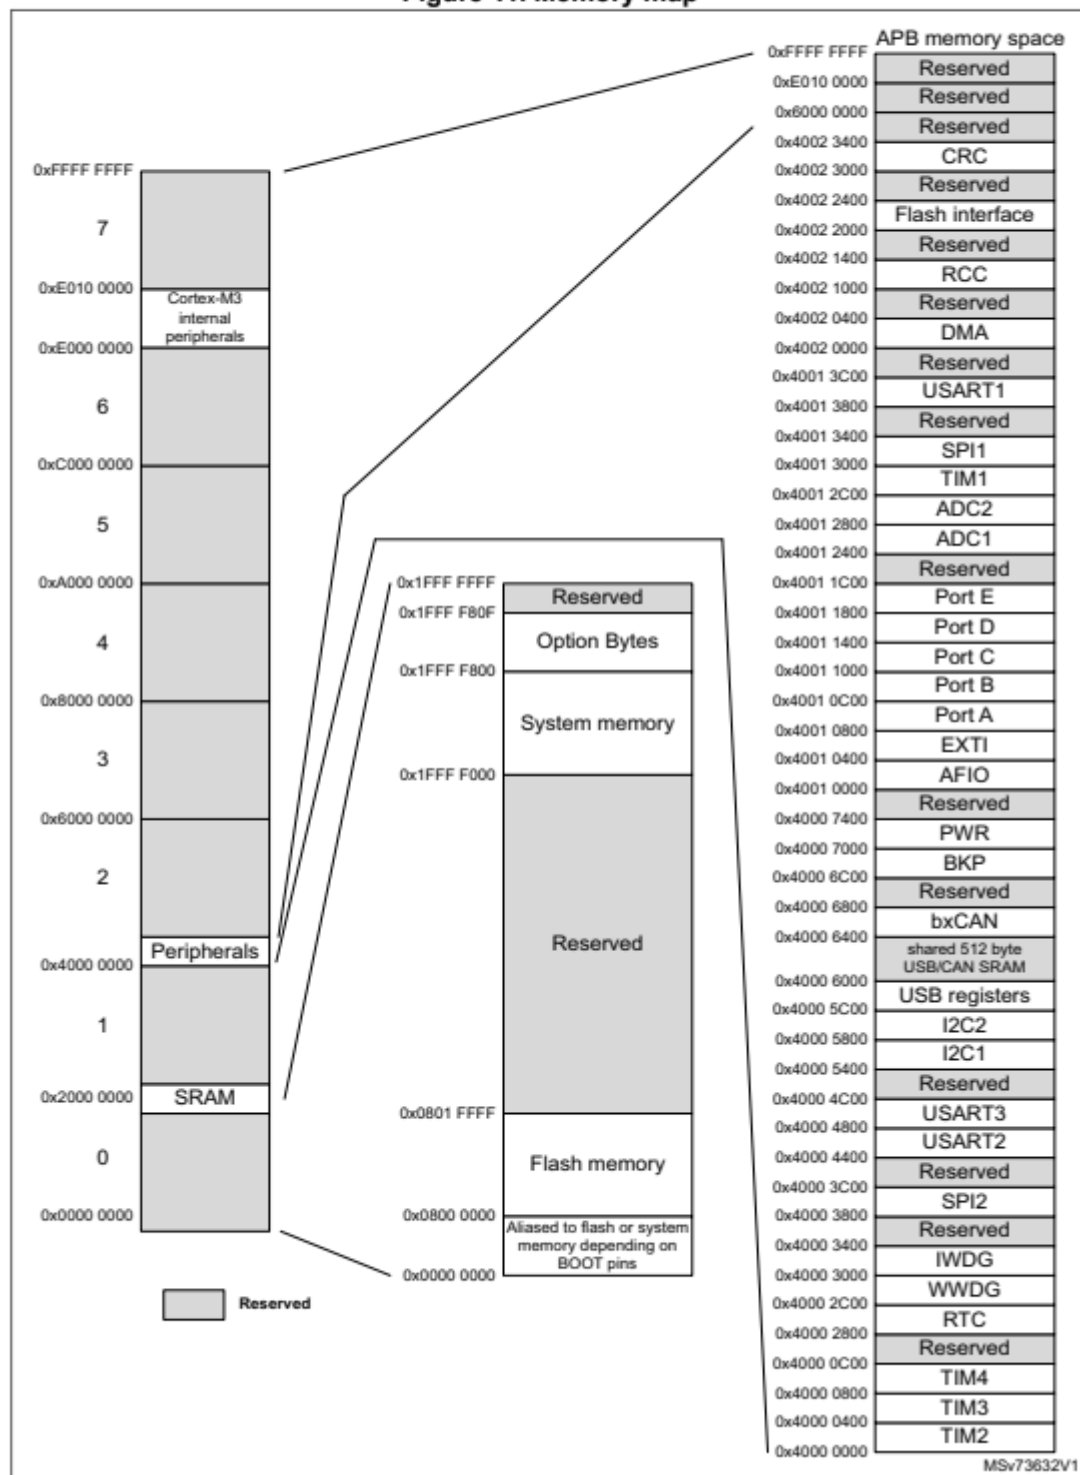 Figure 11. Memory map
0xFFFF FFFF
7
0xE010 0000
Cortex-M3
internal
peripherals
0xE000 0000
6
0xC000 0000
5
0xA000 0000
4
0x8000 0000
3
0x6000 0000
2
Peripherals
0x4000 0000
1
0x2000 0000
SRAM
0
0x0000 0000
Reserved
0x1FFF FFFF
Reserved
0x1FFF F80F
Option Bytes
0x1FFF F800
System memory
0x1FFF F000
Reserved
0x0801 FFFF
Flash memory
0x0800 0000
Aliased to flash or system
memory depending on
BOOT pins
0x0000 0000
APB memory space
0xFFFF FFFF
Reserved
0xE010 0000
Reserved
0x6000 0000
Reserved
0x4002 3400
CRC
0x4002 3000
Reserved
0x4002 2400
Flash interface
0x4002 2000
Reserved
0x4002 1400
RCC
0x4002 1000
Reserved
0x4002 0400
DMA
0x4002 0000
Reserved
0x4001 3C00
USART1
0x4001 3800
Reserved
0x4001 3400
SPI1
0x4001 3000
TIM1
0x4001 2C00
ADC2
0x4001 2800
ADC1
0x4001 2400
Reserved
0x4001 1C00
Port E
0x4001 1800
Port D
0x4001 1400
Port C
0x4001 1000
Port B
0x4001 0C00
Port A
0x4001 0800
EXTI
0x4001 0400
AFIO
0x4001 0000
Reserved
0x4000 7400
PWR
0x4000 7000
BKP
0x4000 6C00
Reserved
0x4000 6800
bxCAN
0x4000 6400
shared 512 byte
USB/CAN SRAM
0x4000 6000
USB registers
0x4000 5C00
I2C2
0x4000 5800
I2C1
0x4000 5400
Reserved
0x4000 4C00
USART3
0x4000 4800
USART2
0x4000 4400
Reserved
0x4000 3C00
SPI2
0x4000 3800
Reserved
0x4000 3400
IWDG
0x4000 3000
WWDG
0x4000 2C00
RTC
0x4000 2800
Reserved
0x4000 0C00
TIM4
0x4000 0800
TIM3
0x4000 0400
TIM2
0x4000 0000
MSv73632V1